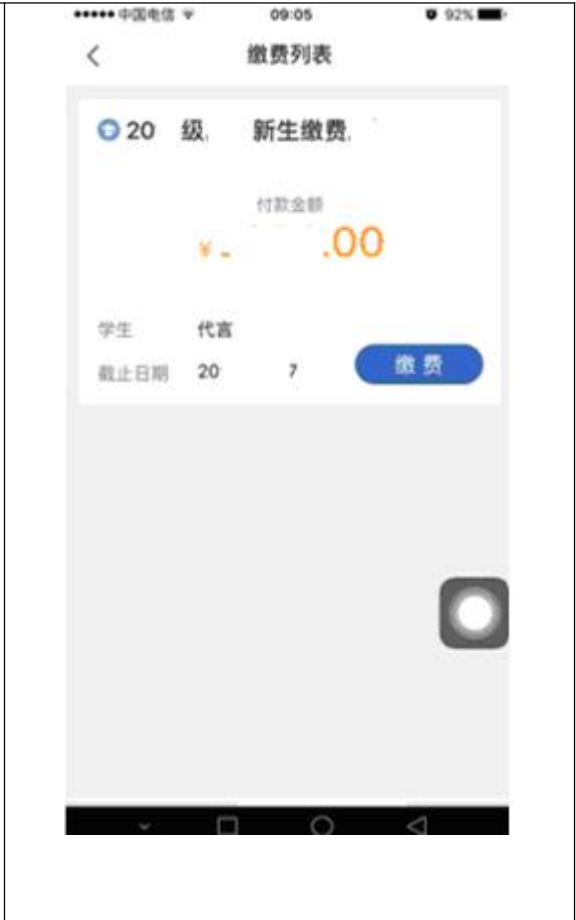 中国电信 09:05 92%
缴费列表
20 级 新生缴费
付款金额
¥ .00
学生 代言
截止日期 20 7
缴费